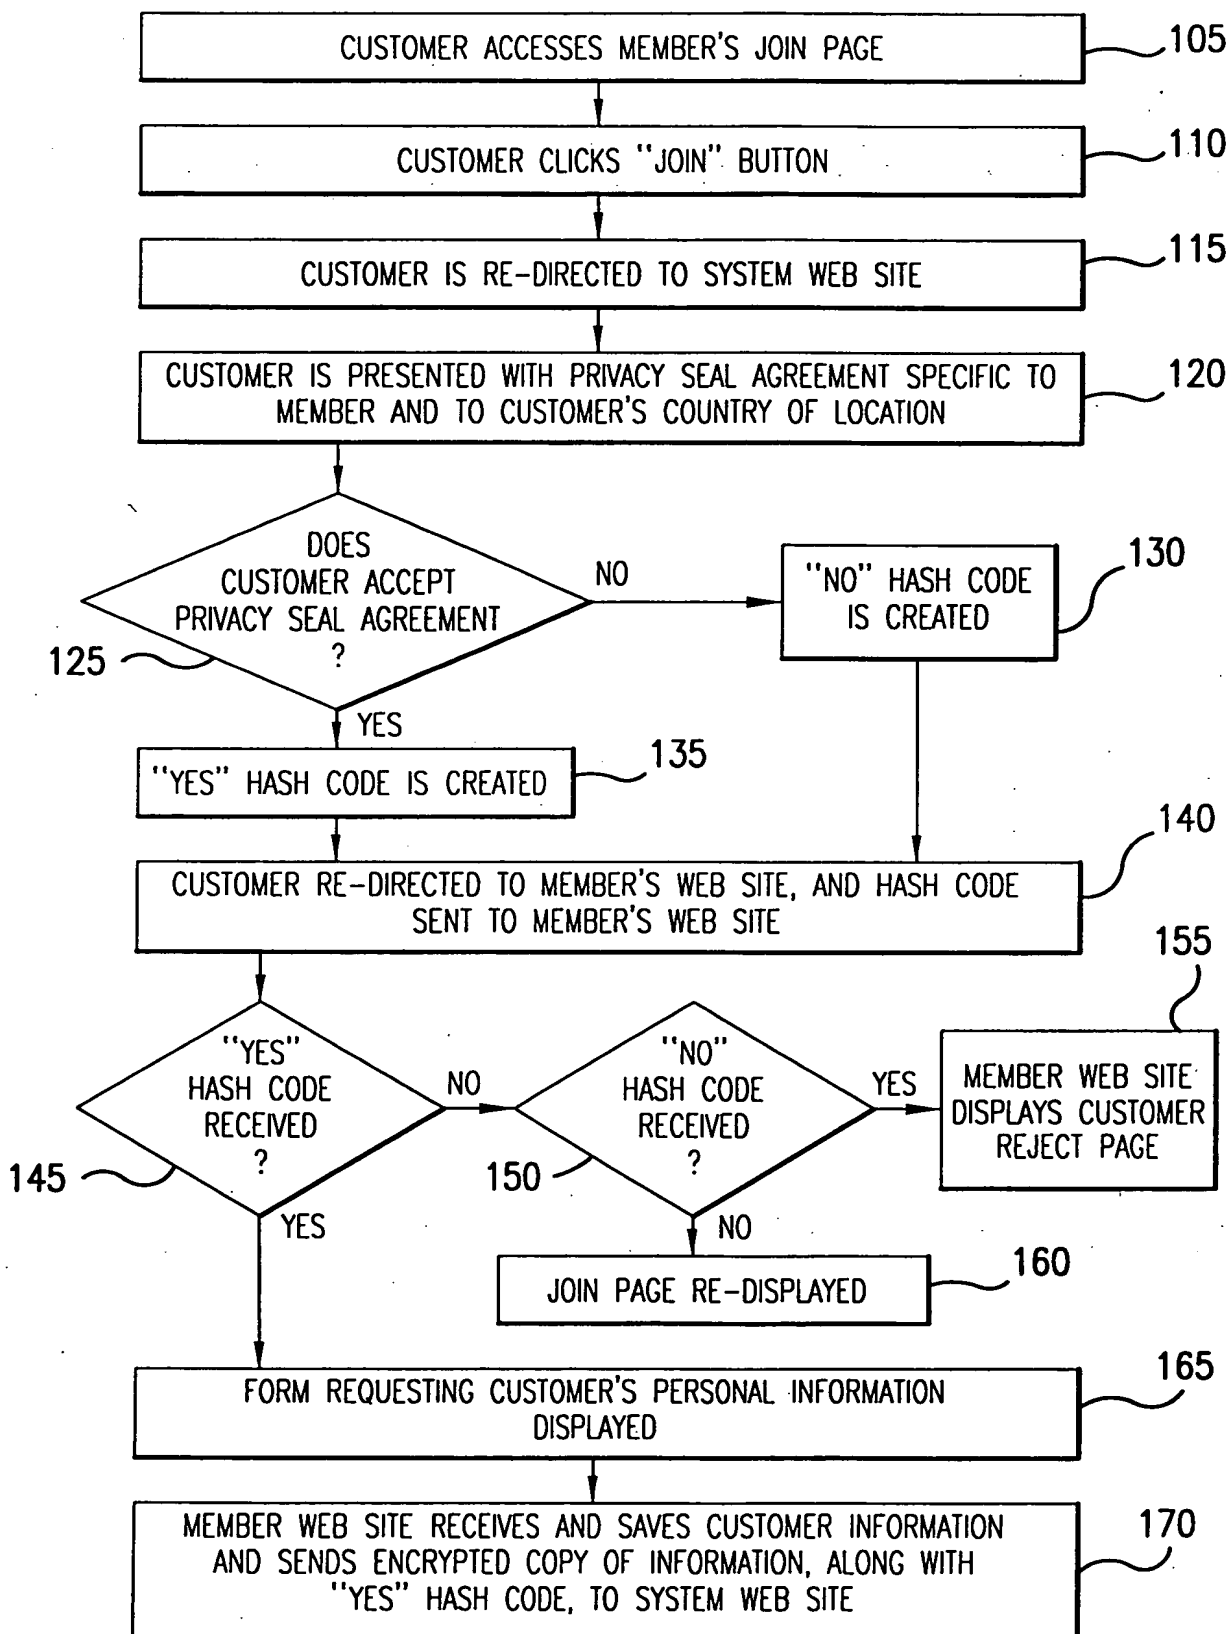 CUSTOMER ACCESSES MEMBER'S JOIN PAGE
105
CUSTOMER CLICKS "JOIN" BUTTON
110
CUSTOMER IS RE-DIRECTED TO SYSTEM WEB SITE
115
CUSTOMER IS PRESENTED WITH PRIVACY SEAL AGREEMENT SPECIFIC TO
MEMBER AND TO CUSTOMER'S COUNTRY OF LOCATION
120
DOES
CUSTOMER ACCEPT
PRIVACY SEAL AGREEMENT
?
125
NO
"NO" HASH CODE
IS CREATED
130
YES
"YES" HASH CODE IS CREATED
135
CUSTOMER RE-DIRECTED TO MEMBER'S WEB SITE, AND HASH CODE
SENT TO MEMBER'S WEB SITE
140
"YES"
HASH CODE
RECEIVED
?
145
NO
"NO"
HASH CODE
RECEIVED
?
150
YES
MEMBER WEB SITE
DISPLAYS CUSTOMER
REJECT PAGE
155
YES
NO
JOIN PAGE RE-DISPLAYED
160
FORM REQUESTING CUSTOMER'S PERSONAL INFORMATION
DISPLAYED
165
MEMBER WEB SITE RECEIVES AND SAVES CUSTOMER INFORMATION
AND SENDS ENCRYPTED COPY OF INFORMATION, ALONG WITH
"YES" HASH CODE, TO SYSTEM WEB SITE
170